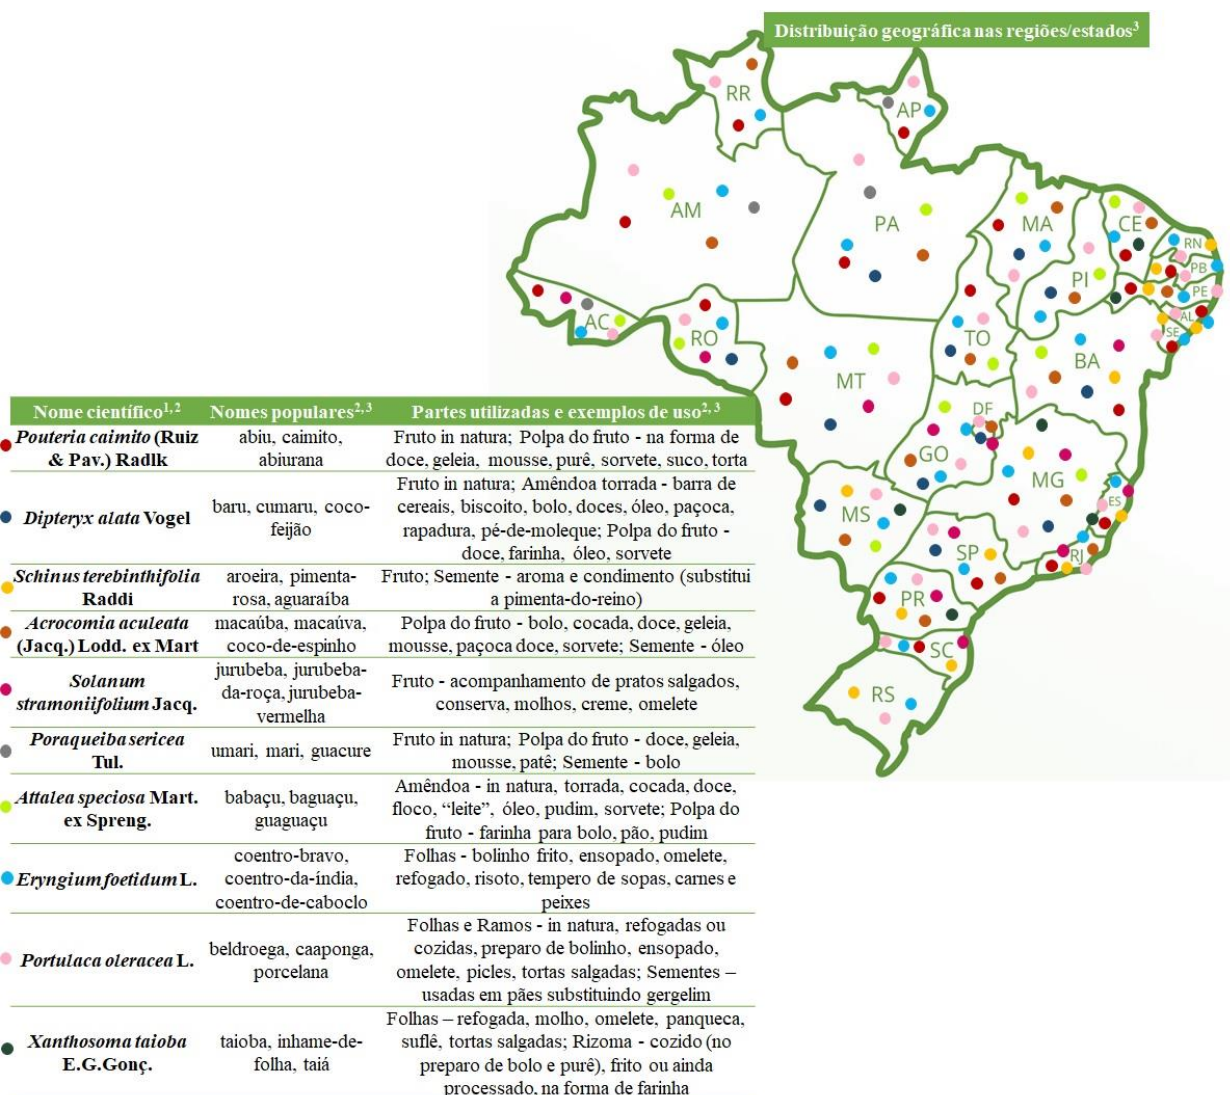 Distribuição geográfica nas regiões/estados³
RR
AP
AM
PA
MA
CE
RN
PB
PE
PI
AL
SE
AC
RO
TO
BA
MT
DF
GO
MG
ES
MS
SP
RJ
PR
SC
RS
Nome científico¹,² Nomes populares²,³ Partes utilizadas e exemplos de uso²,³
Pouteria caimito (Ruiz
& Pav.) Radlk
abiu, caimito,
abiurana
Fruto in natura; Polpa do fruto - na forma de
doce, geleia, mousse, purê, sorvete, suco, torta
Dipteryx alata Vogel
baru, cumaru, coco-
feijão
Fruto in natura; Amêndoa torrada - barra de
cereais, biscoito, bolo, doces, óleo, paçoca,
rapadura, pé-de-moleque; Polpa do fruto -
doce, farinha, óleo, sorvete
Schinus terebinthifolia
Raddi
aroeira, pimenta-
rosa, aguaraíba
Fruto; Semente - aroma e condimento (substitui
a pimenta-do-reino)
Acrocomia aculeata
(Jacq.) Lodd. ex Mart
macaúba, macaúva,
coco-de-espinho
Polpa do fruto - bolo, cocada, doce, geleia,
mousse, paçoca doce, sorvete; Semente - óleo
Solanum
stramoniifolium Jacq.
jurubeba, jurubeba-
da-roça, jurubeba-
vermelha
Fruto - acompanhamento de pratos salgados,
conserva, molhos, creme, omelete
Poraqueiba sericea
Tul.
umari, mari, guacure
Fruto in natura; Polpa do fruto - doce, geleia,
mousse, patê; Semente - bolo
Attalea speciosa Mart.
ex Spreng.
babaçu, baguaçu,
guaguaçu
Amêndoa - in natura, torrada, cocada, doce,
floco, “leite”, óleo, pudim, sorvete; Polpa do
fruto - farinha para bolo, pão, pudim
Eryngium foetidum L.
coentro-bravo,
coentro-da-índia,
coentro-de-caboclo
Folhas - bolinho frito, ensopado, omelete,
refogado, risoto, tempero de sopas, carnes e
peixes
Portulaca oleracea L.
beldroega, caaponga,
porcelana
Folhas e Ramos - in natura, refogadas ou
cozidas, preparo de bolinho, ensopado,
omelete, picles, tortas salgadas; Sementes –
usadas em pães substituindo gergelim
Xanthosoma taioba
E.G.Gonç.
taioba, inhame-de-
folha, taiá
Folhas – refogada, molho, omelete, panqueca,
suflê, tortas salgadas; Rizoma - cozido (no
preparo de bolo e purê), frito ou ainda
processado, na forma de farinha